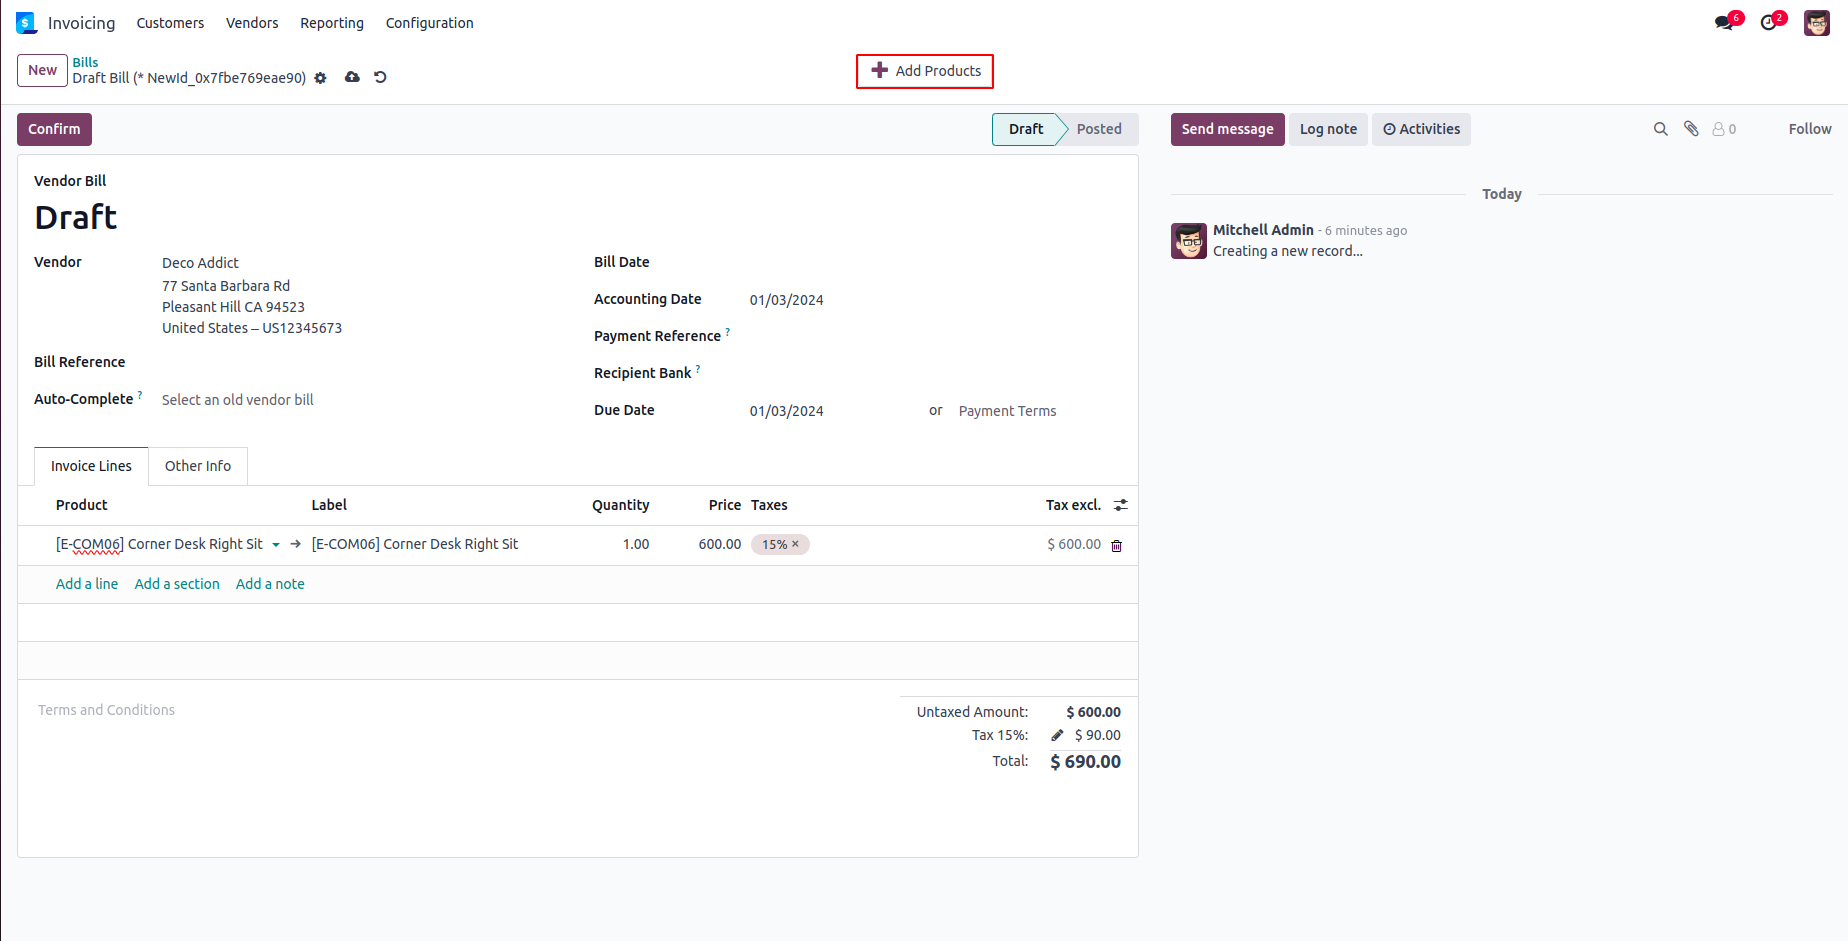 Invoicing Customers Vendors Reporting Configuration 6 2
New
Bills
Draft Bill (* NewId_0x7fbe769eae90)
Add Products
Confirm
Draft Posted
Send message Log note Activities 0 Follow
Vendor Bill
Draft
Vendor
Deco Addict
77 Santa Barbara Rd
Pleasant Hill CA 94523
United States – US12345673
Bill Reference
Auto-Complete ? Select an old vendor bill
Bill Date
Accounting Date 01/03/2024
Payment Reference ?
Recipient Bank ?
Due Date 01/03/2024 or Payment Terms
Invoice Lines Other Info
Product Label Quantity Price Taxes Tax excl.
[E-COM06] Corner Desk Right Sit [E-COM06] Corner Desk Right Sit 1.00 600.00 15% × $ 600.00
Add a line Add a section Add a note
Terms and Conditions
Untaxed Amount: $ 600.00
Tax 15%: $ 90.00
Total: $ 690.00
Today
Mitchell Admin - 6 minutes ago
Creating a new record...